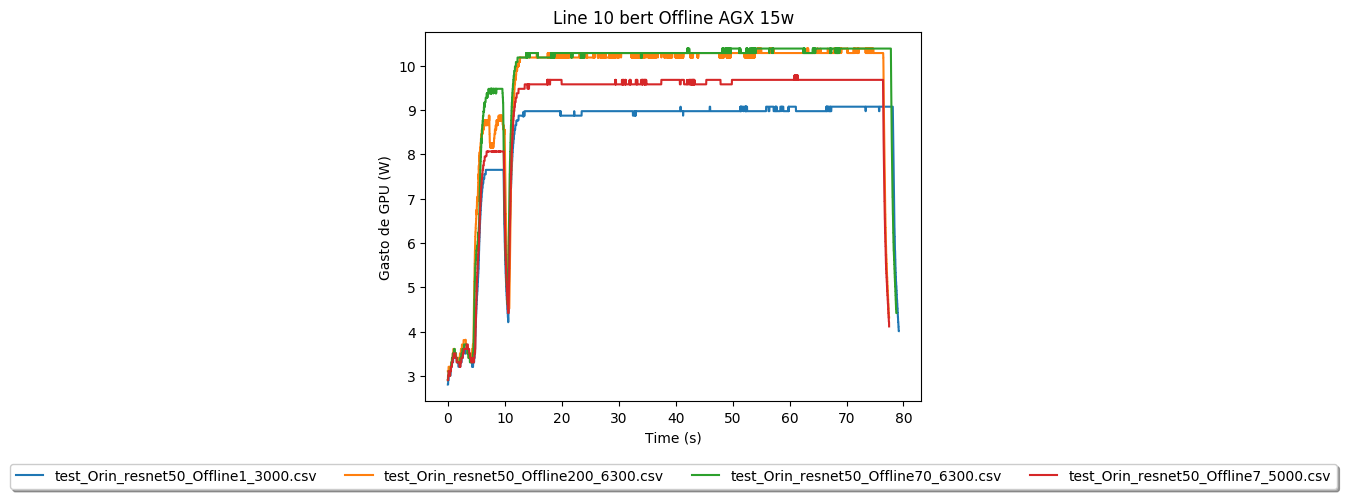 Line 10 bert Offline AGX 15w
Gasto de GPU (W)
10
9
8
7
6
5
4
3
0 10 20 30 40 50 60 70 80
Time (s)
test_Orin_resnet50_Offline1_3000.csv test_Orin_resnet50_Offline200_6300.csv test_Orin_resnet50_Offline70_6300.csv test_Orin_resnet50_Offline7_5000.csv